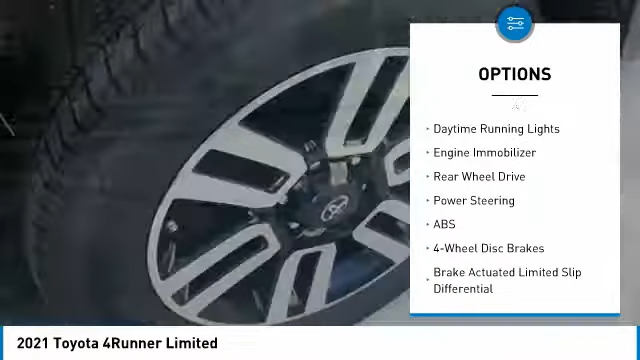 OPTIONS
Daytime Running Lights
Engine Immobilizer
Rear Wheel Drive
Power Steering
ABS
4-Wheel Disc Brakes
Brake Actuated Limited Slip
Differential
2021 Toyota 4Runner Limited